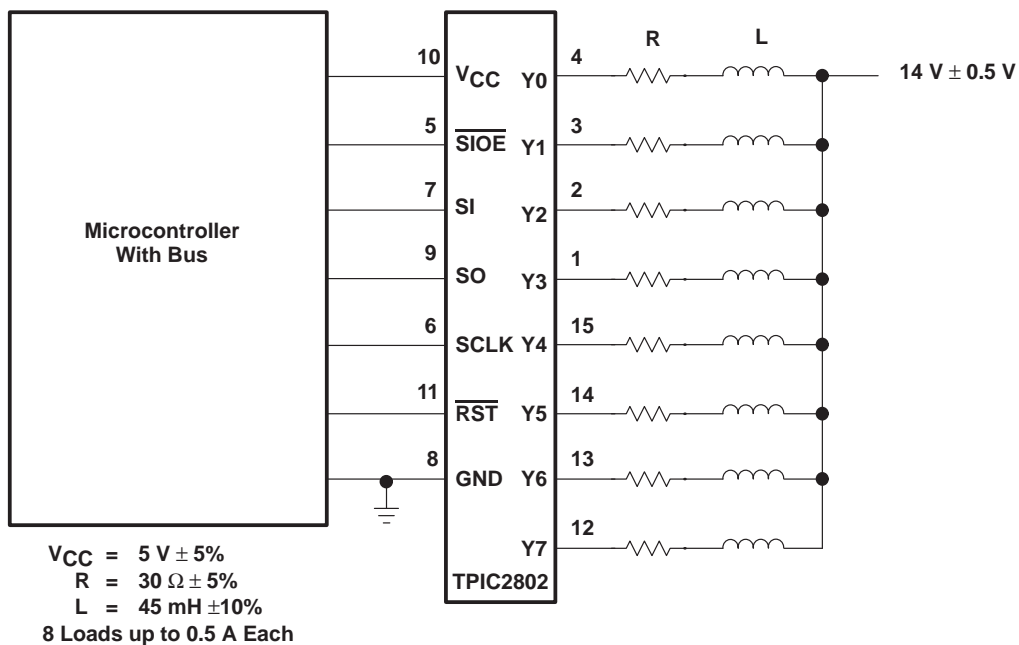 R L
10 VCC Y0 4 14 V ± 0.5 V
5 SIOE Y1 3
7 SI Y2 2
Microcontroller
With Bus
9 SO Y3 1
6 SCLK Y4 15
11 RST Y5 14
8 GND Y6 13
Y7 12
TPIC2802
VCC = 5 V ± 5%
R = 30 Ω ± 5%
L = 45 mH ±10%
8 Loads up to 0.5 A Each